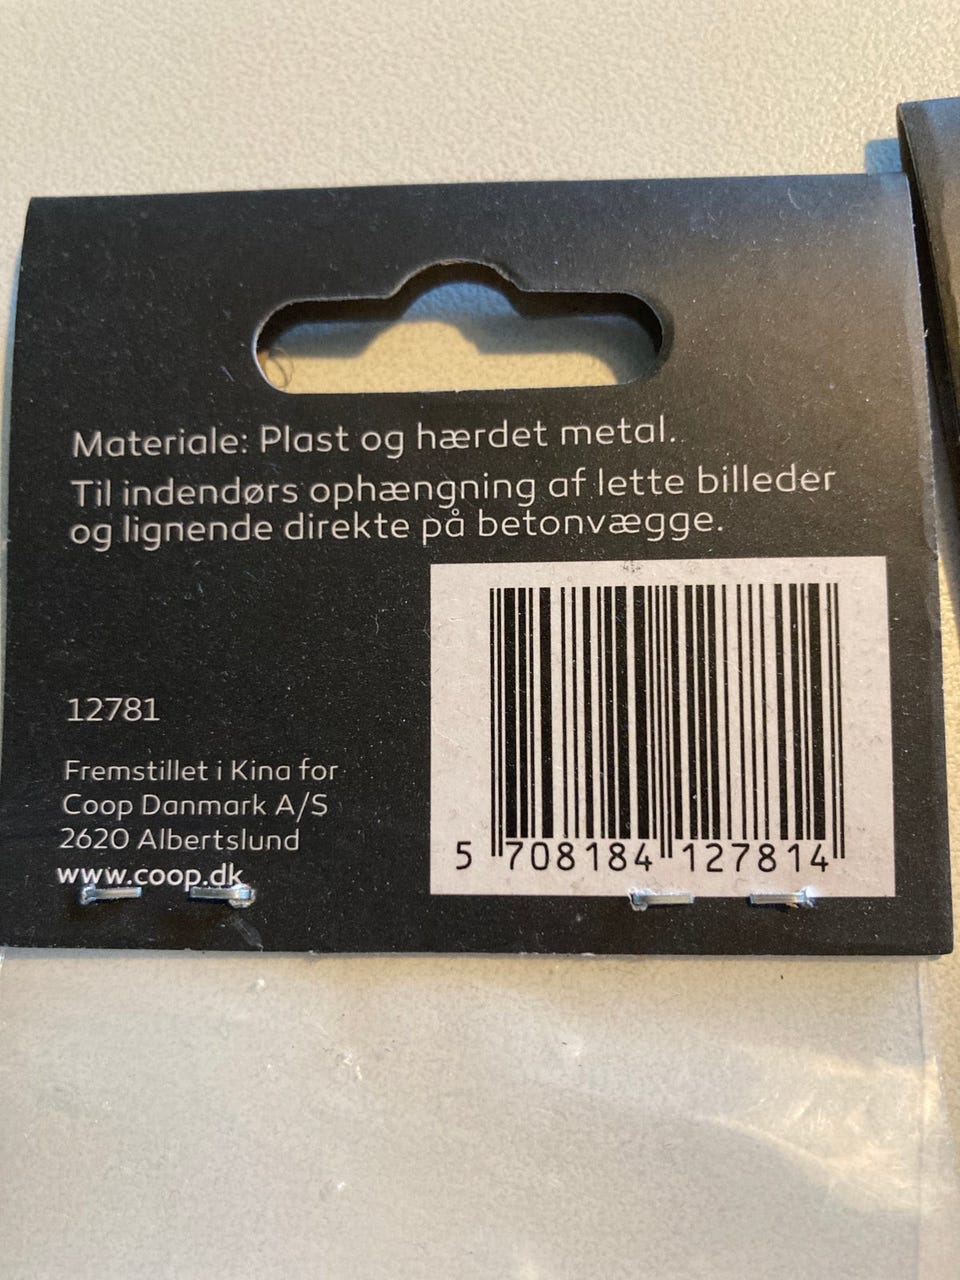 Materiale: Plast og hærdet metal.
Til indendørs ophængning af lette billeder
og lignende direkte på betonvægge.
12781
Fremstillet i Kina for
Coop Danmark A/S
2620 Albertslund
www.coop.dk
5 708184 127814